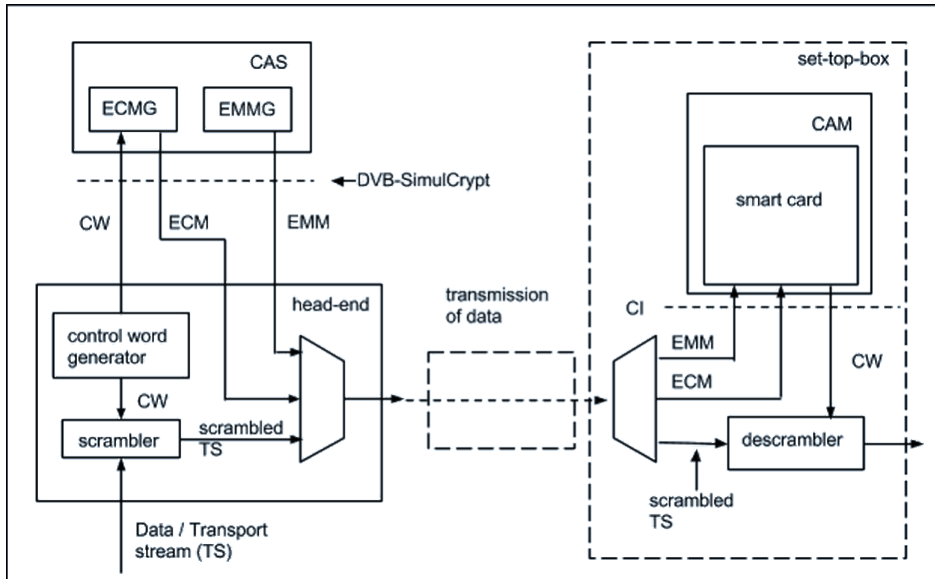 CAS
ECMG
EMMG
DVB-SimulCrypt
CW
ECM
EMM
head-end
control word
generator
CW
scrambler
scrambled
TS
Data / Transport
stream (TS)
transmission
of data
set-top-box
CAM
smart card
CI
EMM
ECM
CW
descrambler
scrambled
TS